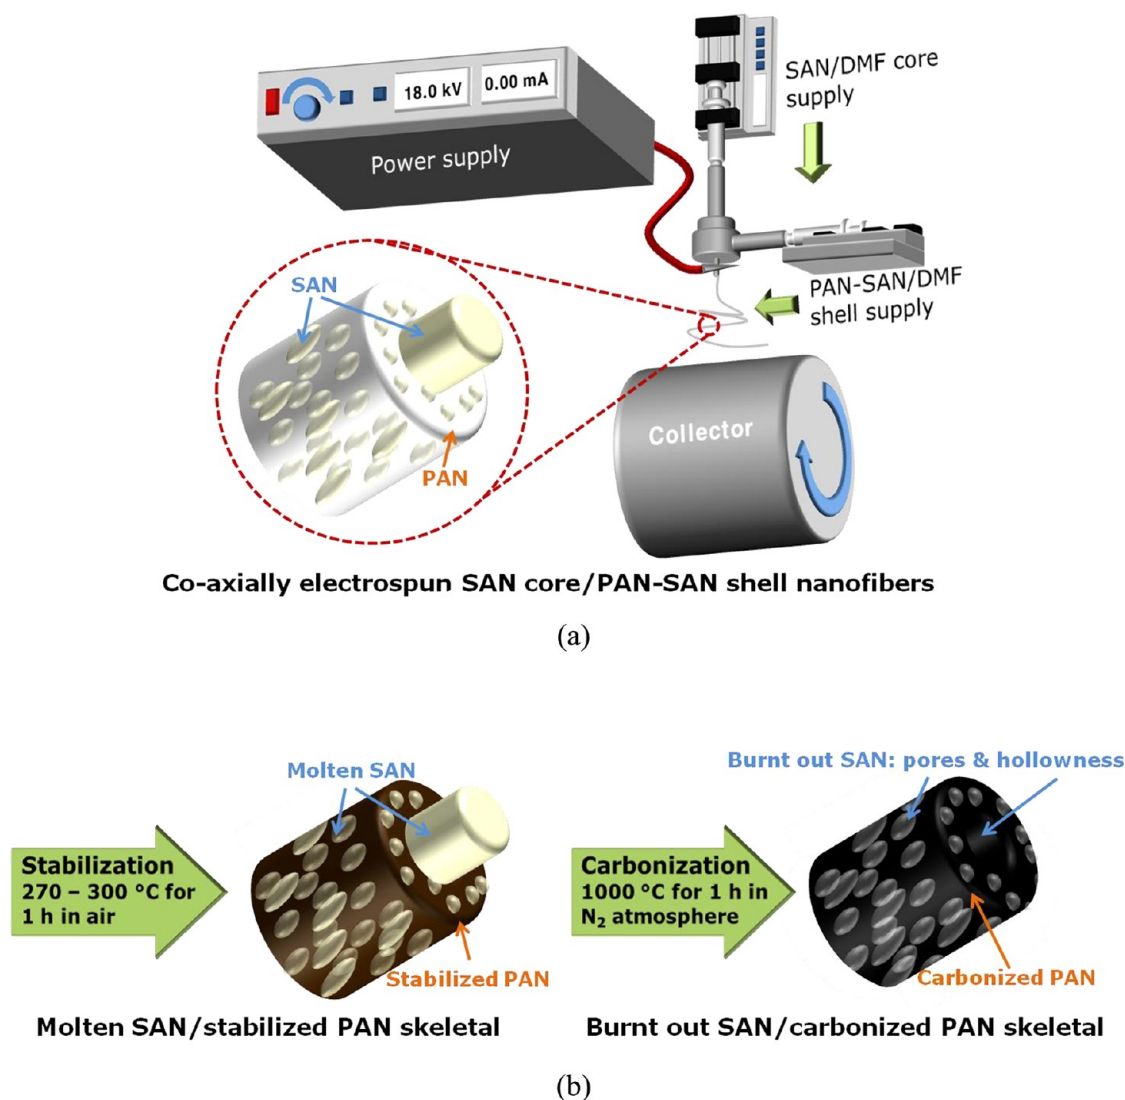 18.0 kV
0.00 mA
Power supply
SAN/DMF core
supply
PAN-SAN/DMF
shell supply
SAN
PAN
Collector
Co-axially electrospun SAN core/PAN-SAN shell nanofibers
(a)
Stabilization
270 – 300 °C for
1 h in air
Molten SAN
Stabilized PAN
Molten SAN/stabilized PAN skeletal
Carbonization
1000 °C for 1 h in
N₂ atmosphere
Burnt out SAN: pores & hollowness
Carbonized PAN
Burnt out SAN/carbonized PAN skeletal
(b)